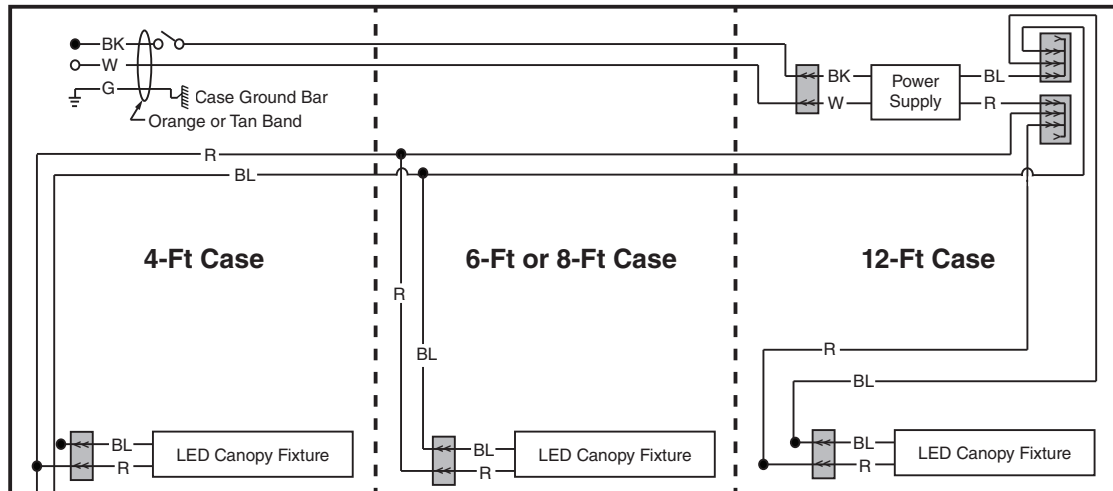 BK
W
G
Case Ground Bar
Orange or Tan Band
BK
W
Power
Supply
BL
R
R
BL
4-Ft Case
6-Ft or 8-Ft Case
12-Ft Case
R
BL
R
BL
BL
R
LED Canopy Fixture
BL
R
LED Canopy Fixture
BL
R
LED Canopy Fixture